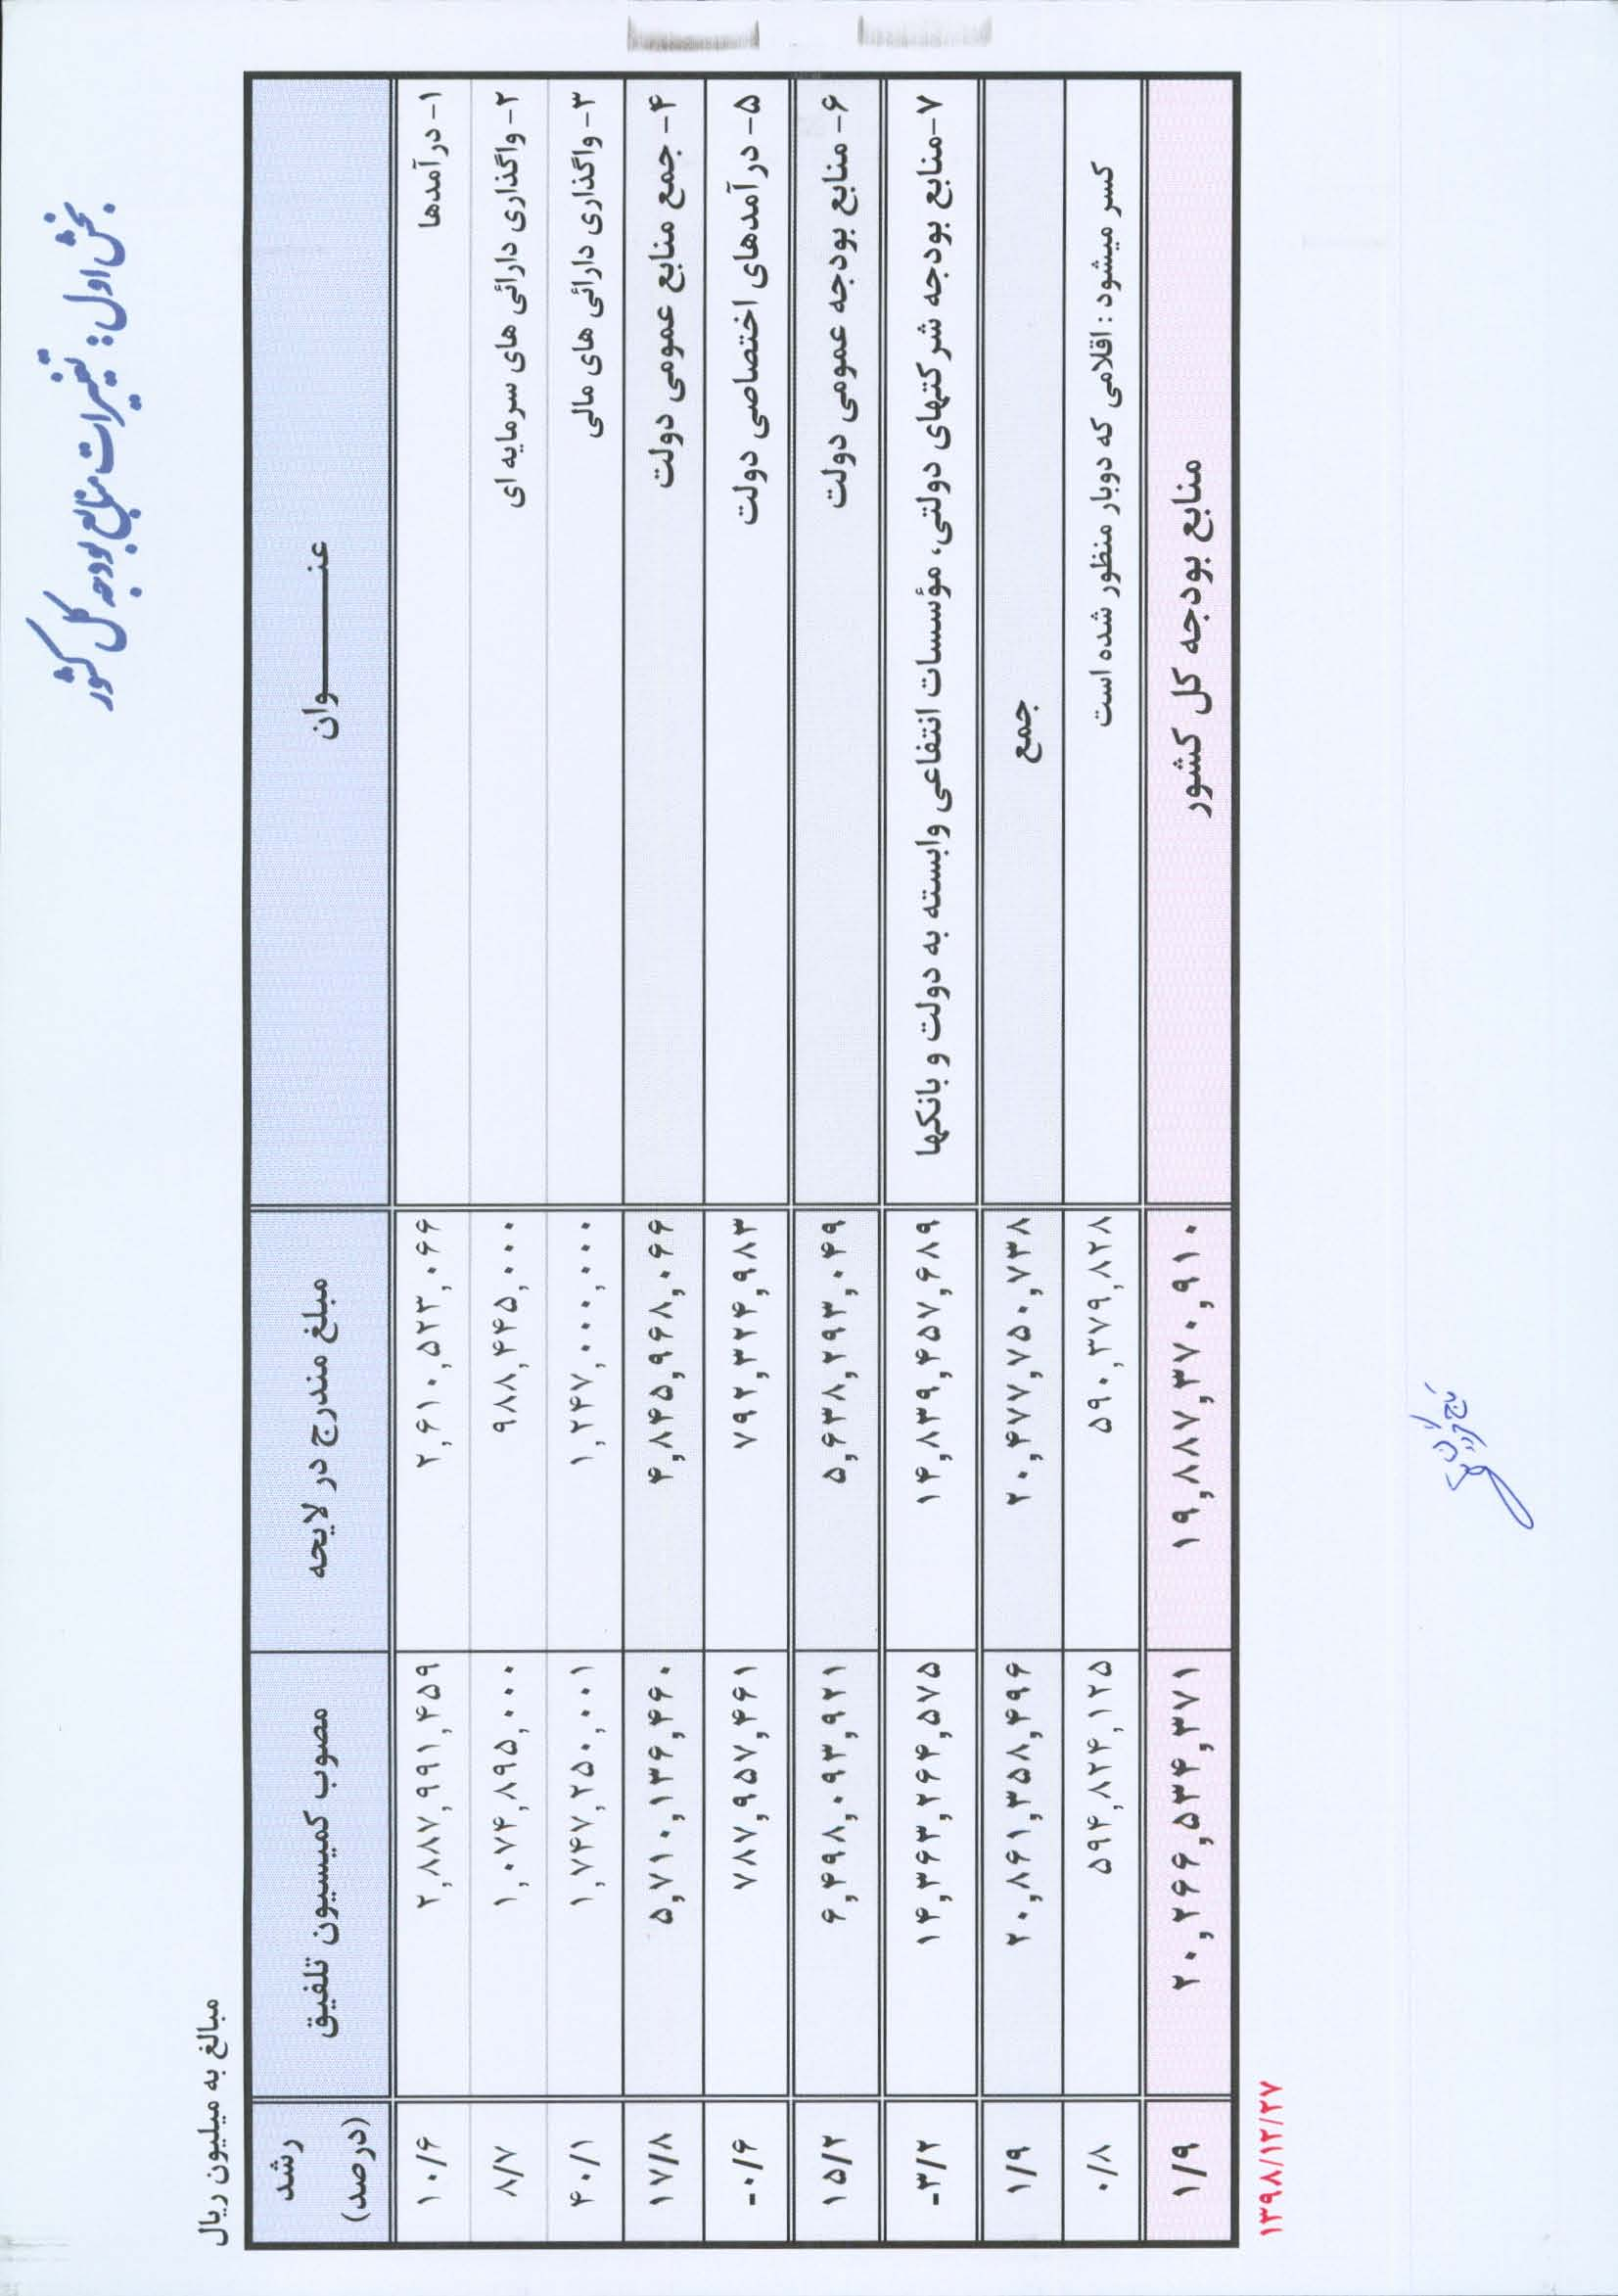 بخش اول: تغییرات منابع بودجه کل کشور
مبالغ به میلیون ریال
عنـــــــوان مبلغ مندرج در لایحه مصوب کمیسیون تلفیق رشد (درصد)
۱- درآمدها ۲,۶۱۰,۵۲۳,۰۶۶ ۲,۸۸۷,۹۹۱,۴۵۹ ۱۰/۶
۲- واگذاری دارائی های سرمایه ای ۹۸۸,۴۴۵,۰۰۰ ۱,۰۷۴,۸۹۵,۰۰۰ ۸/۷
۳- واگذاری دارائی های مالی ۱,۲۴۷,۰۰۰,۰۰۰ ۱,۷۴۷,۲۵۰,۰۰۱ ۴۰/۱
۴- جمع منابع عمومی دولت ۴,۸۴۵,۹۶۸,۰۶۶ ۵,۷۱۰,۱۳۶,۴۶۰ ۱۷/۸
۵- درآمدهای اختصاصی دولت ۷۹۲,۳۲۴,۹۸۳ ۷۸۷,۹۵۷,۴۶۱ -۰/۶
۶- منابع بودجه عمومی دولت ۵,۶۳۸,۲۹۳,۰۴۹ ۶,۴۹۸,۰۹۳,۹۲۱ ۱۵/۲
۷-منابع بودجه شرکتهای دولتی، مؤسسات انتفاعی وابسته به دولت و بانکها ۱۴,۸۳۹,۴۵۷,۶۸۹ ۱۴,۳۶۳,۲۶۴,۵۷۵ -۳/۲
جمع ۲۰,۴۷۷,۷۵۰,۷۳۸ ۲۰,۸۶۱,۳۵۸,۴۹۶ ۱/۹
کسر میشود : اقلامی که دوبار منظور شده است ۵۹۰,۳۷۹,۸۲۸ ۵۹۴,۸۲۴,۱۲۵ ۰/۸
منابع بودجه کل کشور ۱۹,۸۸۷,۳۷۰,۹۱۰ ۲۰,۲۶۶,۵۳۴,۳۷۱ ۱/۹
۱۳۹۸/۱۲/۲۷